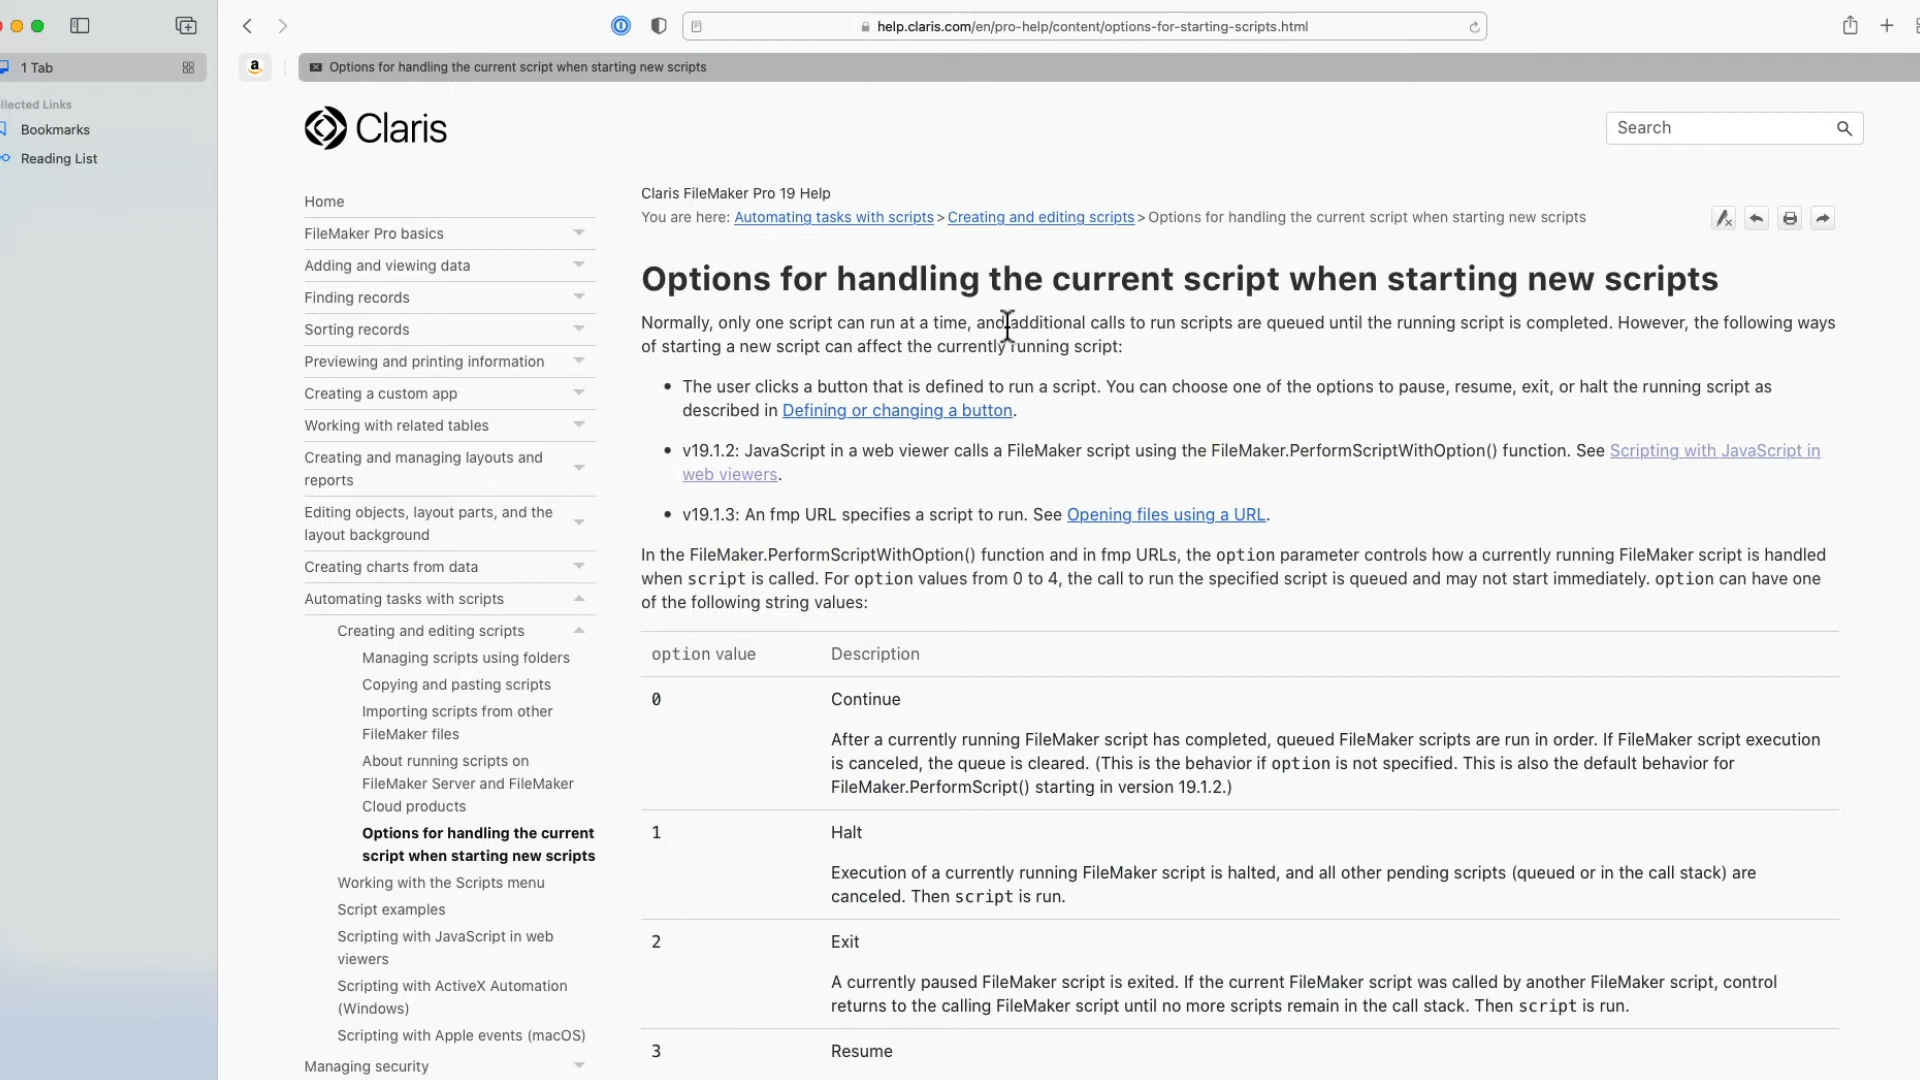 help.claris.com/en/pro-help/content/options-for-starting-scripts.html
1 Tab
a
Options for handling the current script when starting new scripts
llected Links
Bookmarks
Reading List
Claris
Search
Home
FileMaker Pro basics
Adding and viewing data
Finding records
Sorting records
Previewing and printing information
Creating a custom app
Working with related tables
Creating and managing layouts and
reports
Editing objects, layout parts, and the
layout background
Creating charts from data
Automating tasks with scripts
Creating and editing scripts
Managing scripts using folders
Copying and pasting scripts
Importing scripts from other
FileMaker files
About running scripts on
FileMaker Server and FileMaker
Cloud products
Options for handling the current
script when starting new scripts
Working with the Scripts menu
Script examples
Scripting with JavaScript in web
viewers
Scripting with ActiveX Automation
(Windows)
Scripting with Apple events (macOS)
Managing security
Claris FileMaker Pro 19 Help
You are here: Automating tasks with scripts > Creating and editing scripts > Options for handling the current script when starting new scripts
Options for handling the current script when starting new scripts
Normally, only one script can run at a time, and additional calls to run scripts are queued until the running script is completed. However, the following ways
of starting a new script can affect the currently running script:
• The user clicks a button that is defined to run a script. You can choose one of the options to pause, resume, exit, or halt the running script as
described in Defining or changing a button.
• v19.1.2: JavaScript in a web viewer calls a FileMaker script using the FileMaker.PerformScriptWithOption() function. See Scripting with JavaScript in
web viewers.
• v19.1.3: An fmp URL specifies a script to run. See Opening files using a URL.
In the FileMaker.PerformScriptWithOption() function and in fmp URLs, the option parameter controls how a currently running FileMaker script is handled
when script is called. For option values from 0 to 4, the call to run the specified script is queued and may not start immediately. option can have one
of the following string values:
option value Description
0 Continue
After a currently running FileMaker script has completed, queued FileMaker scripts are run in order. If FileMaker script execution
is canceled, the queue is cleared. (This is the behavior if option is not specified. This is also the default behavior for
FileMaker.PerformScript() starting in version 19.1.2.)
1 Halt
Execution of a currently running FileMaker script is halted, and all other pending scripts (queued or in the call stack) are
canceled. Then script is run.
2 Exit
A currently paused FileMaker script is exited. If the current FileMaker script was called by another FileMaker script, control
returns to the calling FileMaker script until no more scripts remain in the call stack. Then script is run.
3 Resume